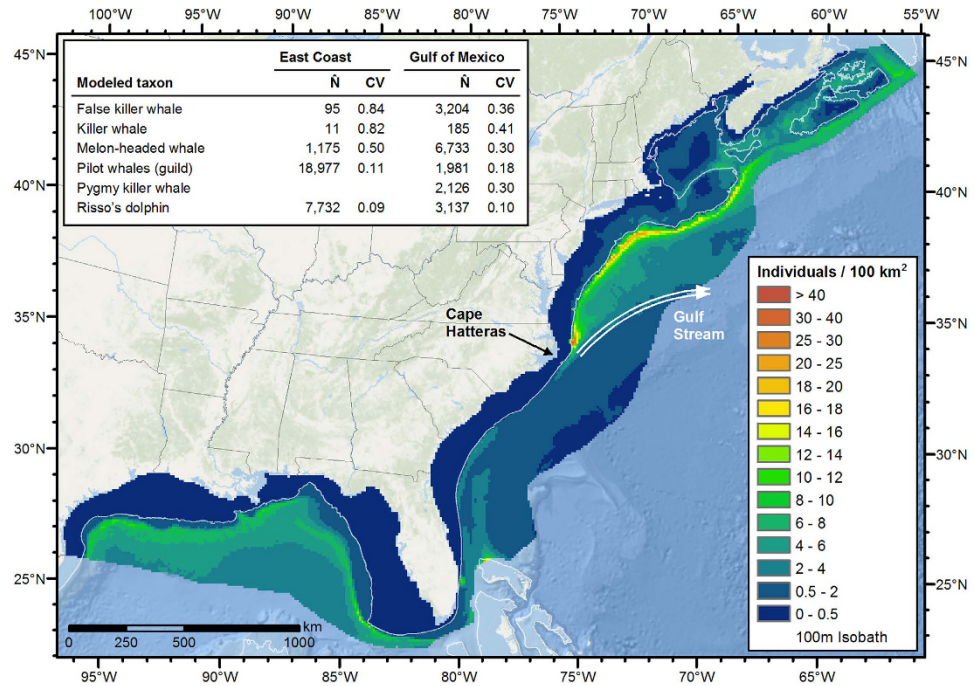 100°W 95°W 90°W 85°W 80°W 75°W 70°W 65°W 60°W 55°W
45°N
40°N
35°N
30°N
25°N
East Coast Gulf of Mexico
Modeled taxon N̂ CV N̂ CV
False killer whale 95 0.84 3,204 0.36
Killer whale 11 0.82 185 0.41
Melon-headed whale 1,175 0.50 6,733 0.30
Pilot whales (guild) 18,977 0.11 1,981 0.18
Pygmy killer whale 2,126 0.30
Risso's dolphin 7,732 0.09 3,137 0.10
Cape
Hatteras
Gulf
Stream
Individuals / 100 km²
> 40
30 - 40
25 - 30
20 - 25
18 - 20
16 - 18
14 - 16
12 - 14
10 - 12
8 - 10
6 - 8
4 - 6
2 - 4
0.5 - 2
0 - 0.5
100m Isobath
45°N
40°N
35°N
30°N
25°N
km
0 250 500 1000
95°W 90°W 85°W 80°W 75°W 70°W 65°W